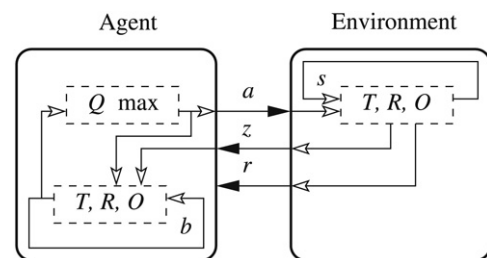 Agent
Environment
Q max
a
s
T, R, O
z
r
T, R, O
b